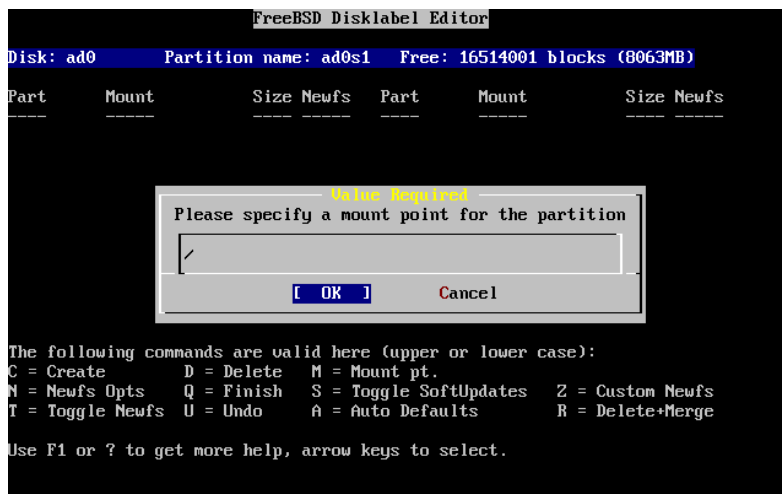 FreeBSD Disklabel Editor
Disk: ad0 Partition name: ad0s1 Free: 16514001 blocks (8063MB)
Part Mount Size Newfs Part Mount Size Newfs
---- ----- ---- ----- ---- ----- ---- -----
Value Required
Please specify a mount point for the partition
/
[ OK ] Cancel
The following commands are valid here (upper or lower case):
C = Create D = Delete M = Mount pt.
N = Newfs Opts Q = Finish S = Toggle SoftUpdates Z = Custom Newfs
T = Toggle Newfs U = Undo A = Auto Defaults R = Delete+Merge
Use F1 or ? to get more help, arrow keys to select.